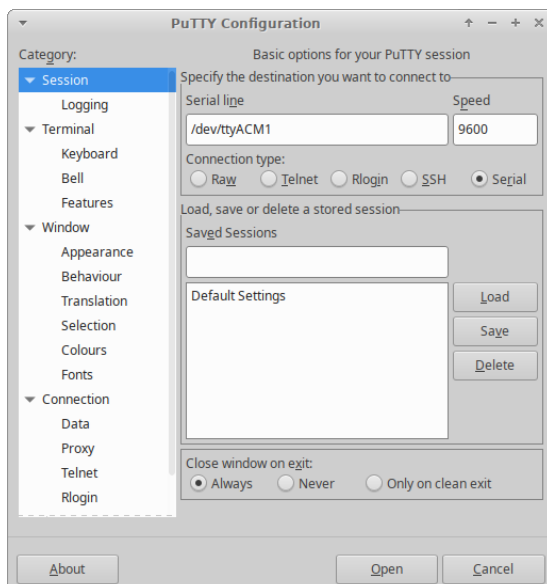 PuTTY Configuration
Category:
Session
Logging
Terminal
Keyboard
Bell
Features
Window
Appearance
Behaviour
Translation
Selection
Colours
Fonts
Connection
Data
Proxy
Telnet
Rlogin
Basic options for your PuTTY session
Specify the destination you want to connect to
Serial line Speed
/dev/ttyACM1 9600
Connection type:
Raw Telnet Rlogin SSH Serial
Load, save or delete a stored session
Saved Sessions
Default Settings
Load
Save
Delete
Close window on exit:
Always Never Only on clean exit
About Open Cancel